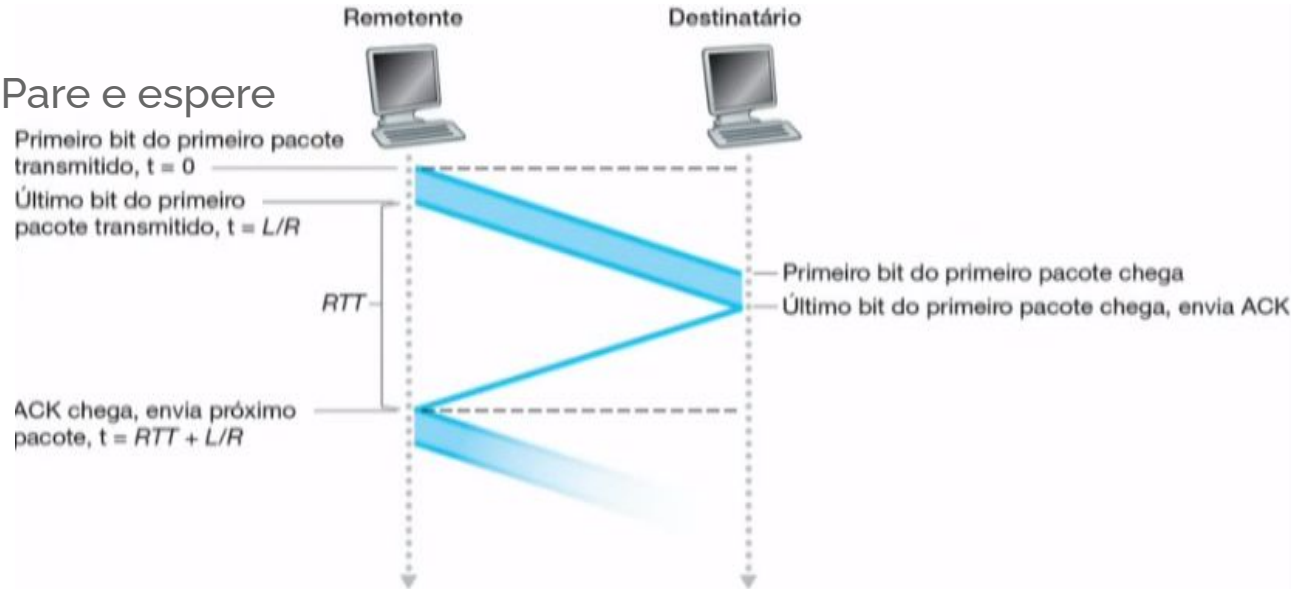 Remetente
Destinatário
Pare e espere
Primeiro bit do primeiro pacote
transmitido, t = 0
Último bit do primeiro
pacote transmitido, t = L/R
Primeiro bit do primeiro pacote chega
RTT
Último bit do primeiro pacote chega, envia ACK
ACK chega, envia próximo
pacote, t = RTT + L/R